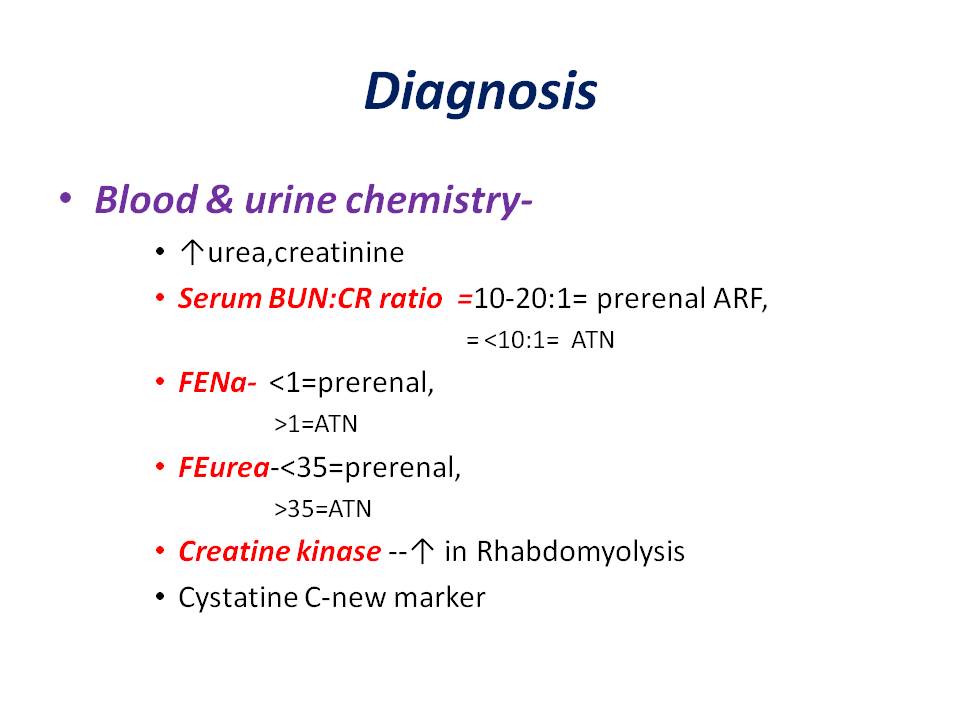 Diagnosis
• Blood & urine chemistry-
• ↑urea,creatinine
• Serum BUN:CR ratio =10-20:1= prerenal ARF,
= <10:1= ATN
• FENa- <1=prerenal,
>1=ATN
• FEurea-<35=prerenal,
>35=ATN
• Creatine kinase --↑ in Rhabdomyolysis
• Cystatine C-new marker